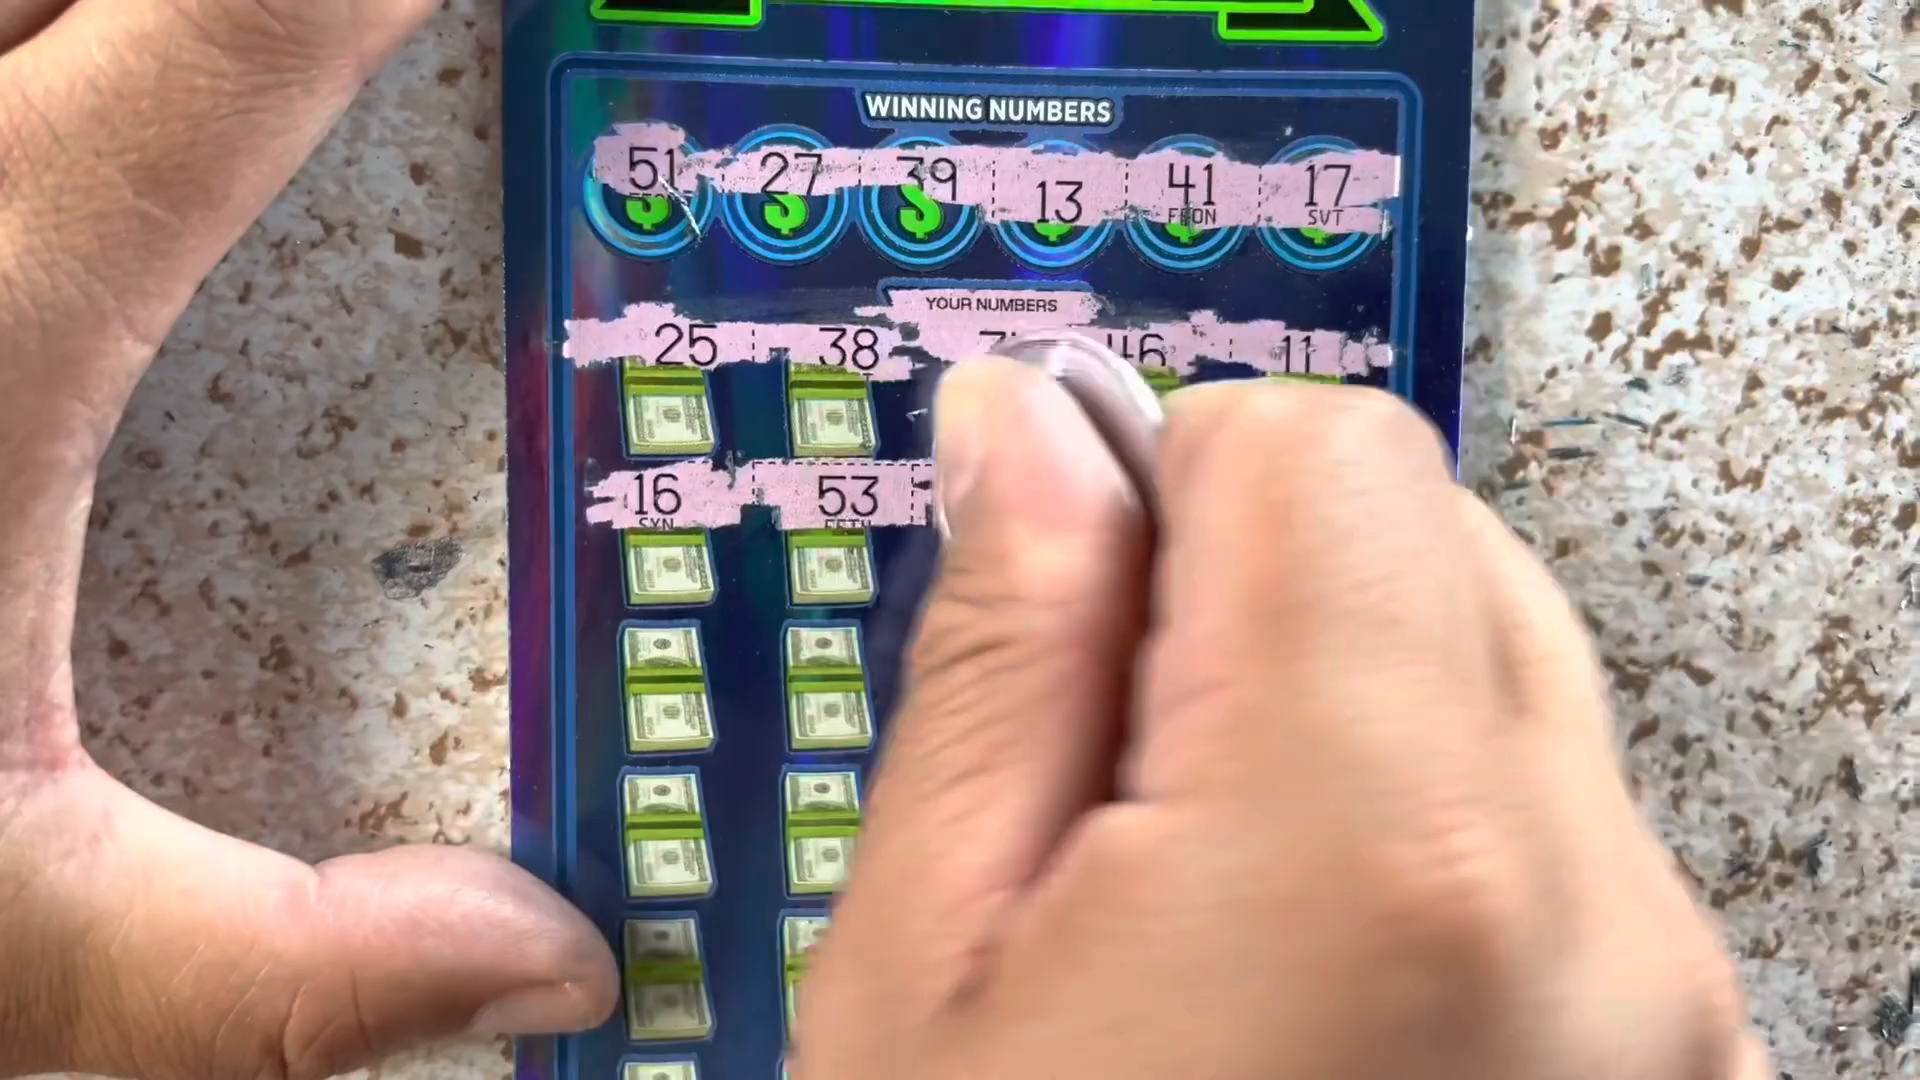 WINNING NUMBERS
51 27 39 13 41 17
FRON SVT
YOUR NUMBERS
25 38 46 11
16 53
SXN FFTH